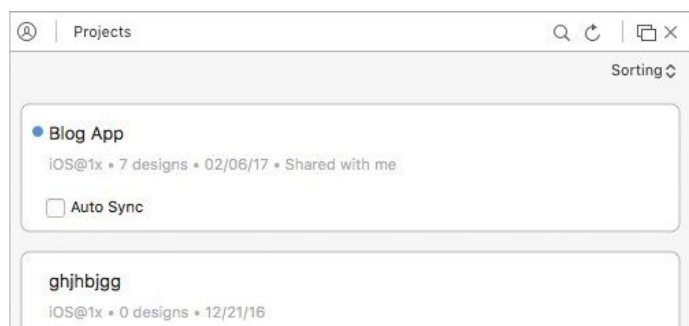 Projects
Sorting
Blog App
iOS@1x • 7 designs • 02/06/17 • Shared with me
Auto Sync
ghjhbjgg
iOS@1x • 0 designs • 12/21/16